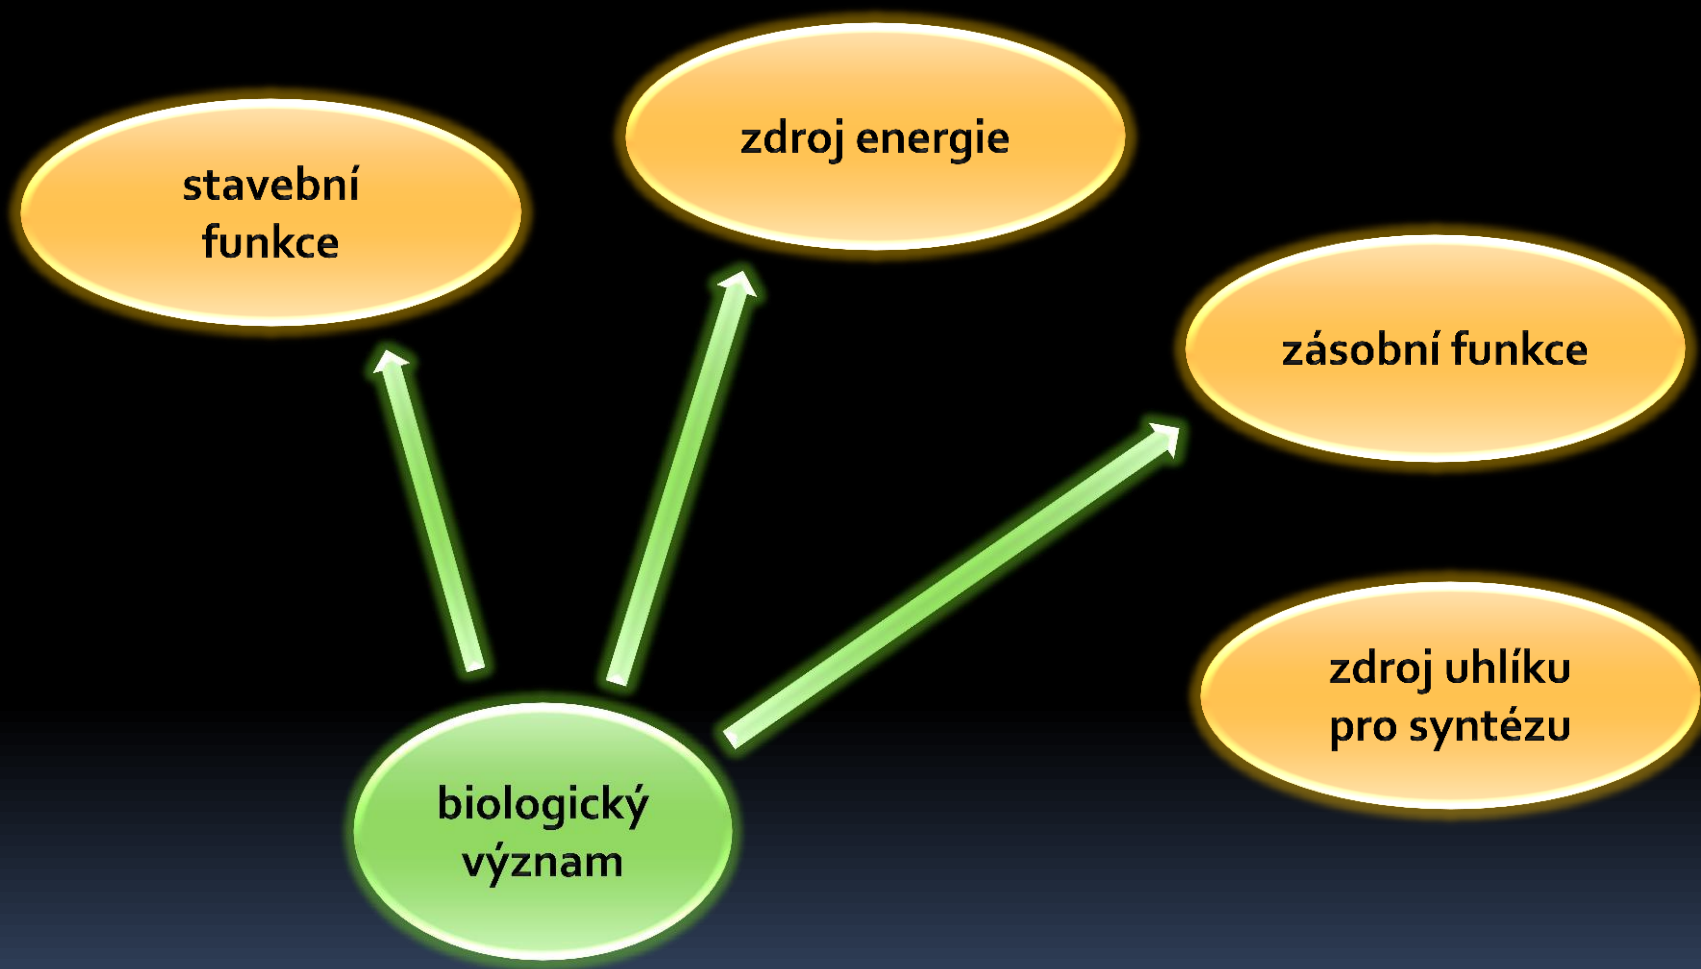 stavební
funkce
zdroj energie
zásobní funkce
zdroj uhlíku
pro syntézu
biologický
význam